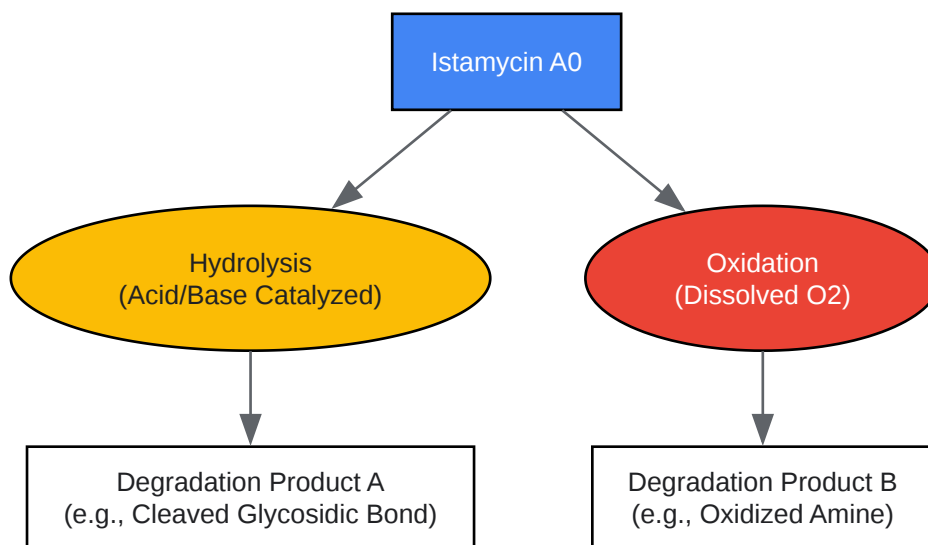 Istamycin A0
Hydrolysis
(Acid/Base Catalyzed)
Oxidation
(Dissolved O2)
Degradation Product A
(e.g., Cleaved Glycosidic Bond)
Degradation Product B
(e.g., Oxidized Amine)